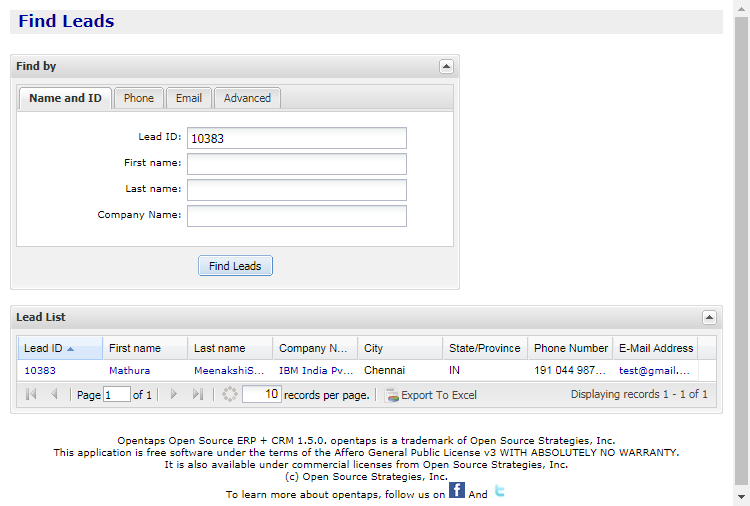 Find Leads
Find by
Name and ID Phone Email Advanced
Lead ID: 10383
First name:
Last name:
Company Name:
Find Leads
Lead List
Lead ID First name Last name Company N... City State/Province Phone Number E-Mail Address
10383 Mathura MeenakshiS... IBM India Pv... Chennai IN 191 044 987... test@gmail....
Page 1 of 1 10 records per page. Export To Excel Displaying records 1 - 1 of 1
Opentaps Open Source ERP + CRM 1.5.0. opentaps is a trademark of Open Source Strategies, Inc.
This application is free software under the terms of the Affero General Public License v3 WITH ABSOLUTELY NO WARRANTY.
It is also available under commercial licenses from Open Source Strategies, Inc.
(c) Open Source Strategies, Inc.
To learn more about opentaps, follow us on f And t